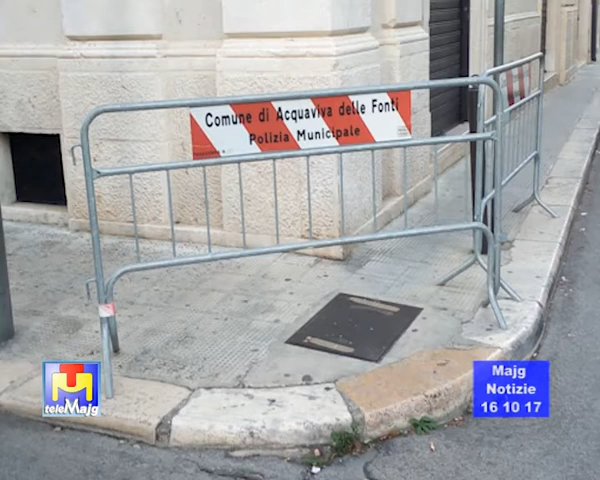 Comune di Acquaviva delle Fonti
Polizia Municipale
teleMajg
Majg
Notizie
16 10 17